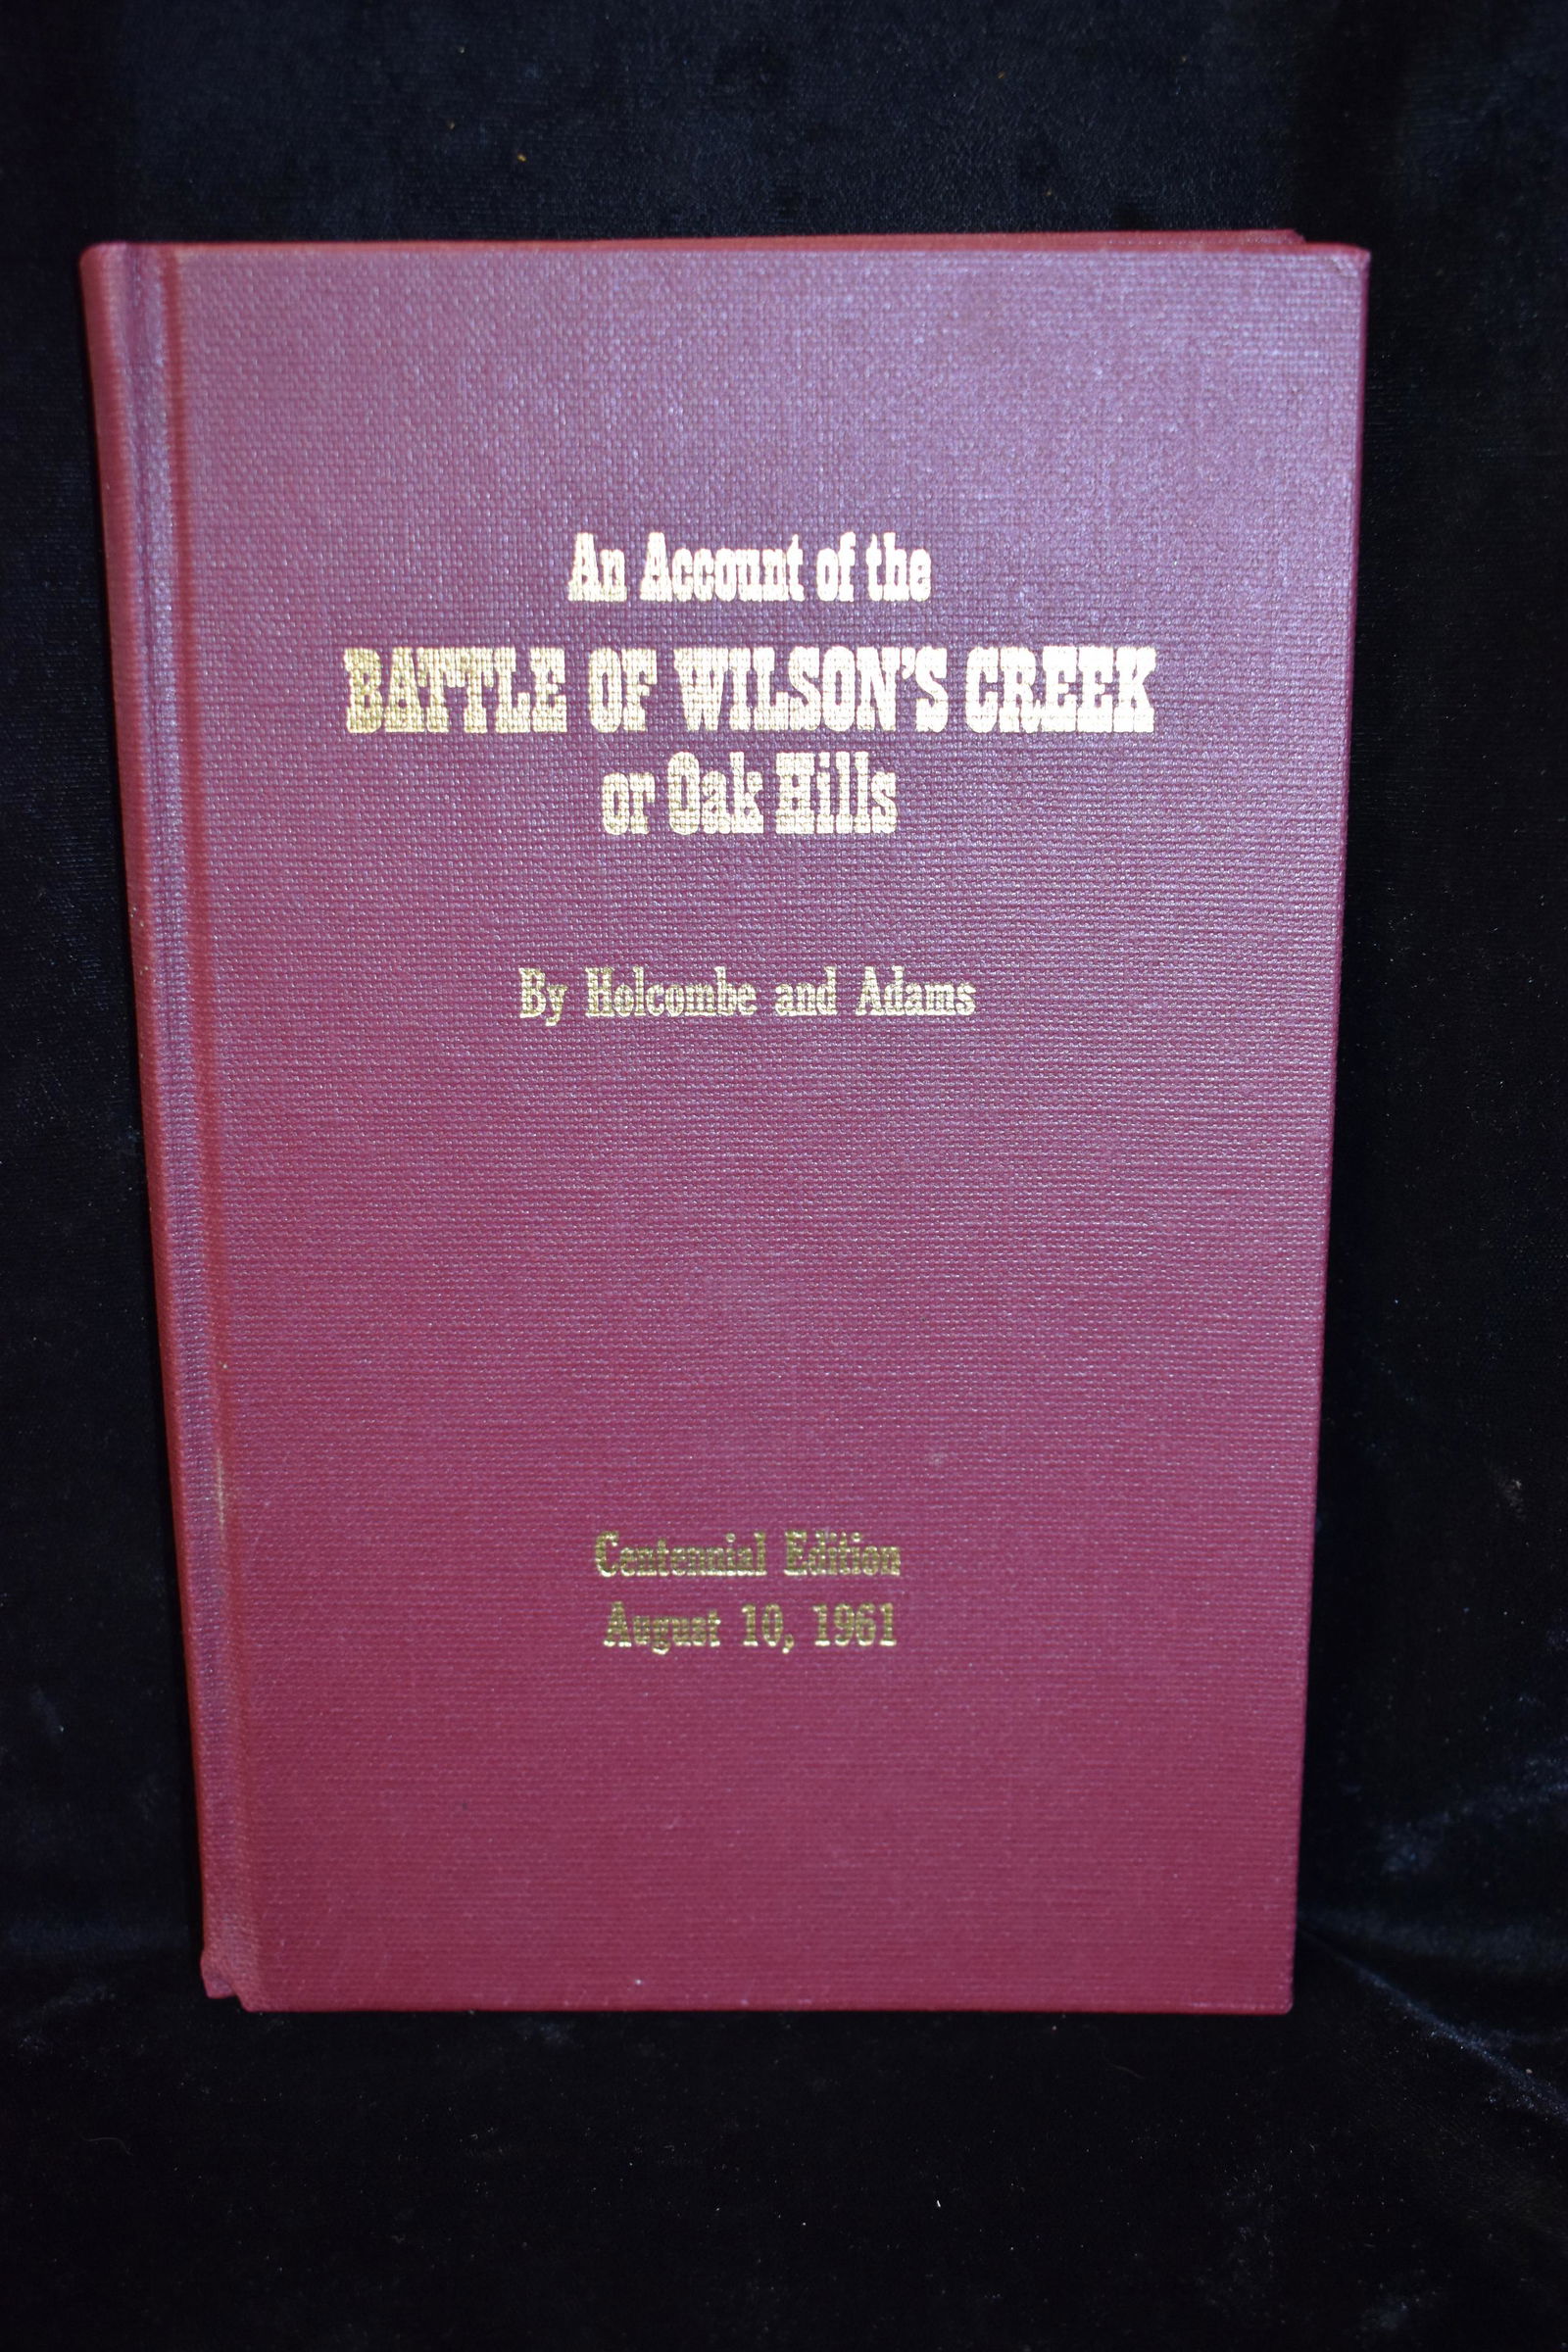 An Account of the
BATTLE OF WILSON'S CREEK
or Oak Hills
By Holcombe and Adams
Centennial Edition
August 10, 1961